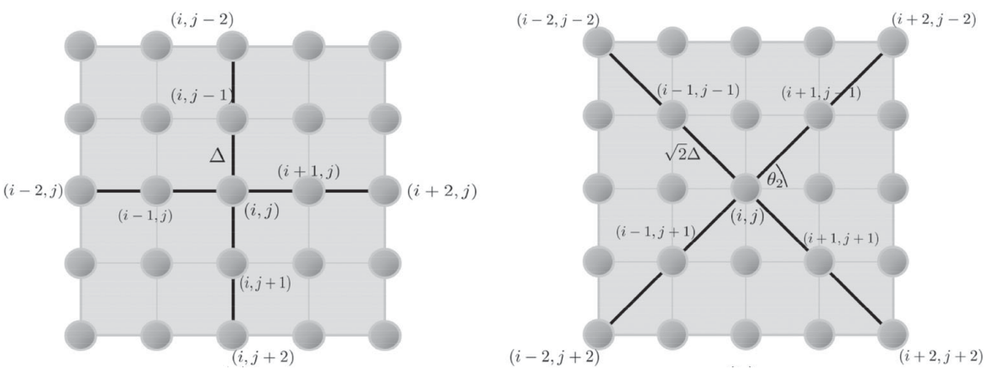 (i, j − 2)
(i, j − 1)
Δ
(i + 1, j)
(i − 2, j)
(i + 2, j)
(i − 1, j)
(i, j)
(i, j + 1)
(i, j + 2)
(i − 2, j − 2)
(i + 2, j − 2)
(i − 1, j − 1)
(i + 1, j − 1)
√2Δ
θ₂
(i, j)
(i − 1, j + 1)
(i + 1, j + 1)
(i − 2, j + 2)
(i + 2, j + 2)